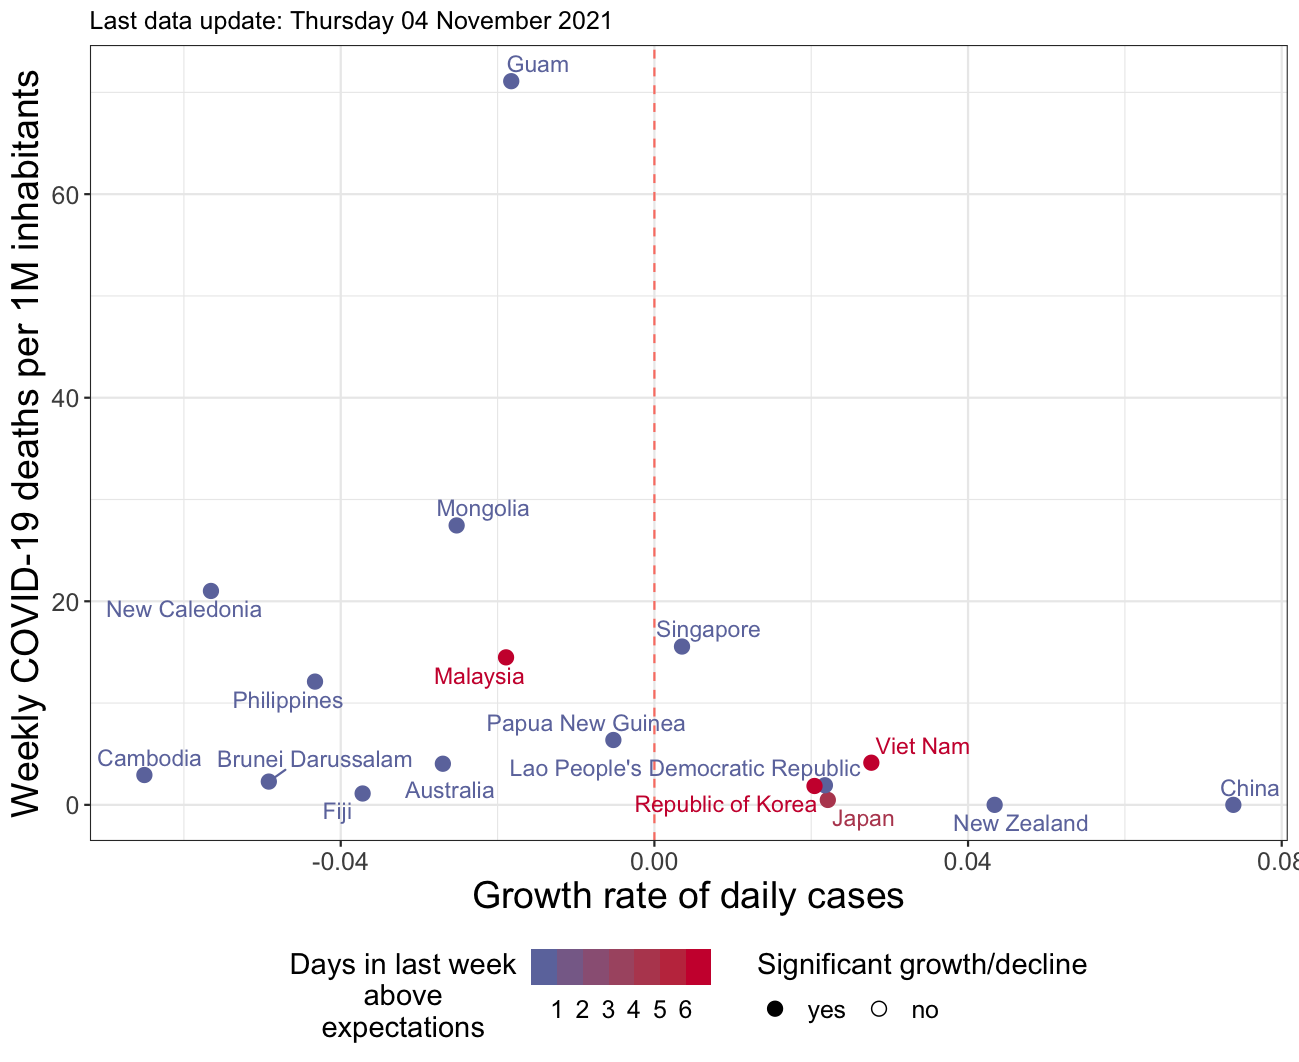 Last data update: Thursday 04 November 2021
Weekly COVID-19 deaths per 1M inhabitants
60
40
20
0
Guam
Mongolia
New Caledonia
Singapore
Malaysia
Philippines
Papua New Guinea
Viet Nam
Cambodia
Brunei Darussalam
Lao People's Democratic Republic
China
Australia
Republic of Korea
Fiji
Japan
New Zealand
-0.04
0.00
0.04
0.08
Growth rate of daily cases
Days in last week
above
expectations
1 2 3 4 5 6
Significant growth/decline
yes
no